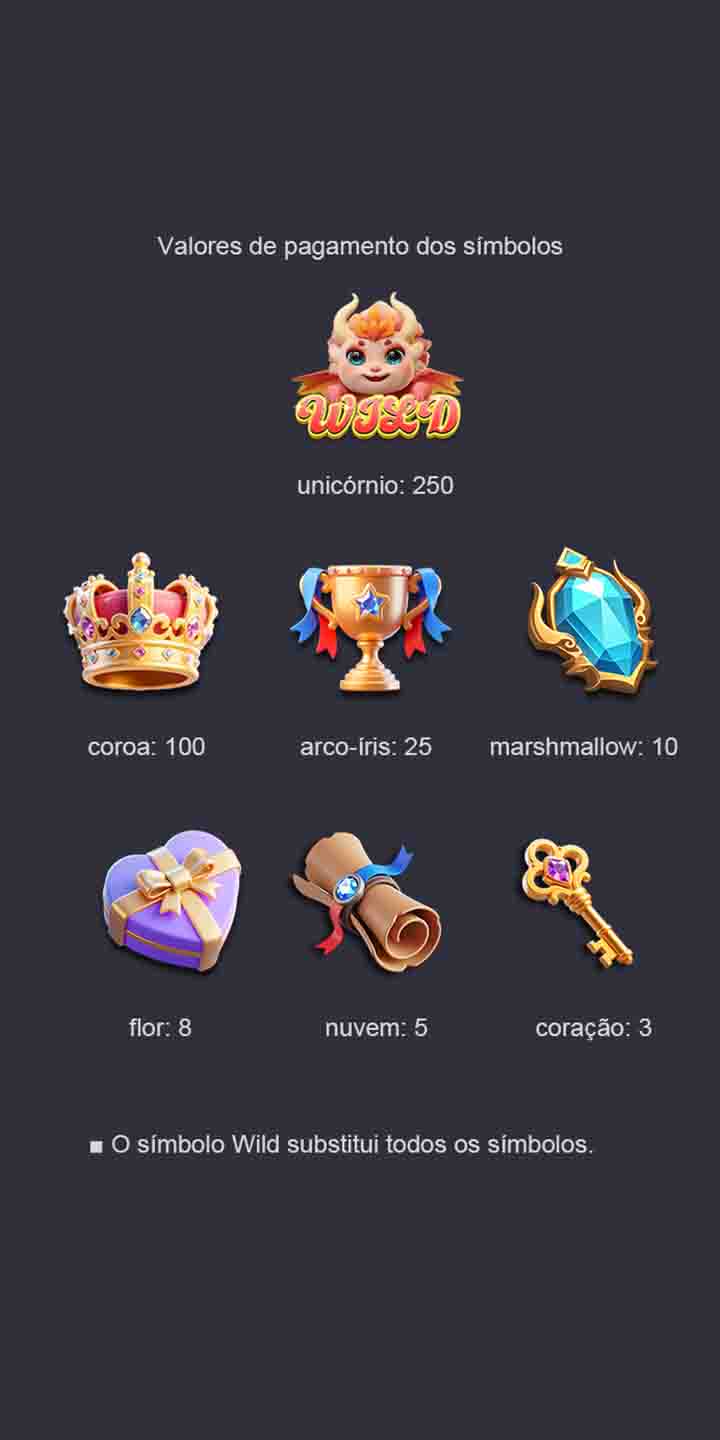 Valores de pagamento dos símbolos
WILD
unicórnio: 250
coroa: 100
arco-íris: 25
marshmallow: 10
flor: 8
nuvem: 5
coração: 3
■ O símbolo Wild substitui todos os símbolos.